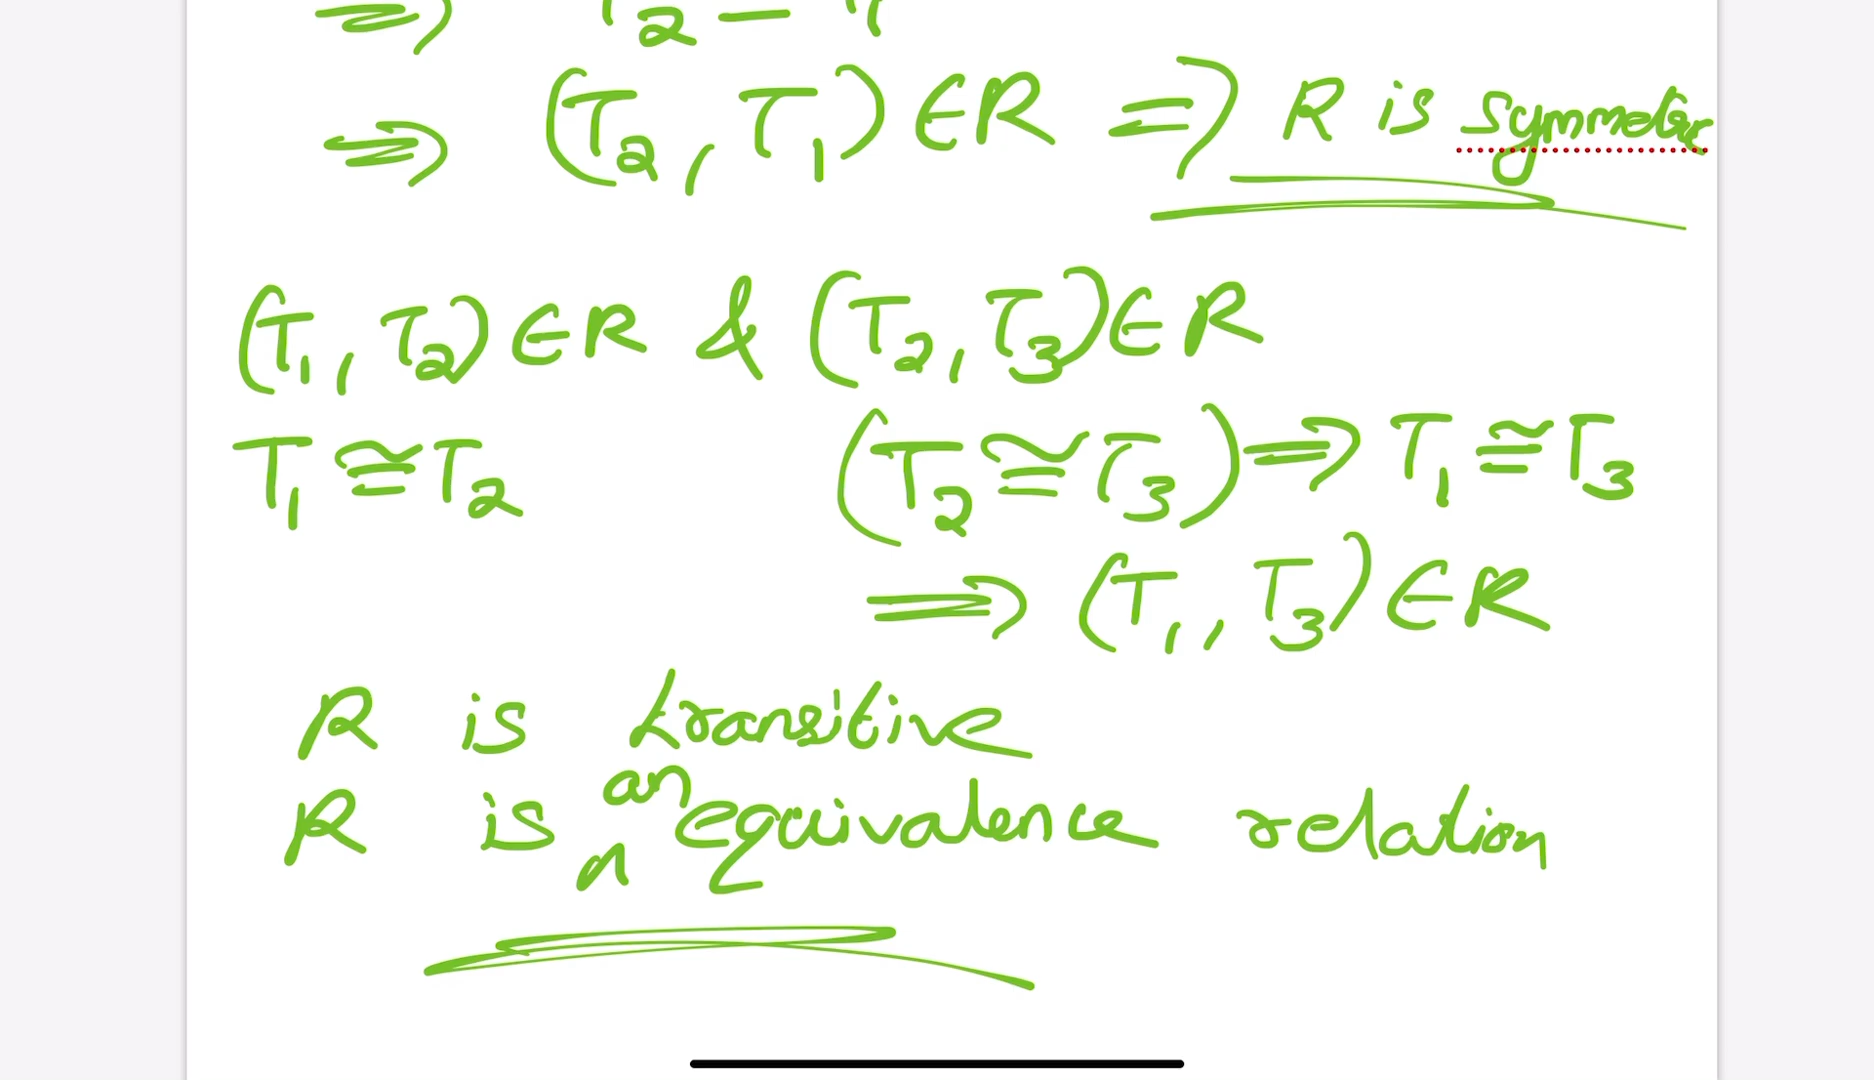 ⇒ (T₂, T₁) ∈ R ⇒ R is symmetric
(T₁, T₂) ∈ R & (T₂, T₃) ∈ R
T₁ ≅ T₂ (T₂ ≅ T₃) ⇒ T₁ ≅ T₃
⇒ (T₁, T₃) ∈ R
R is transitive
R is an equivalence relation